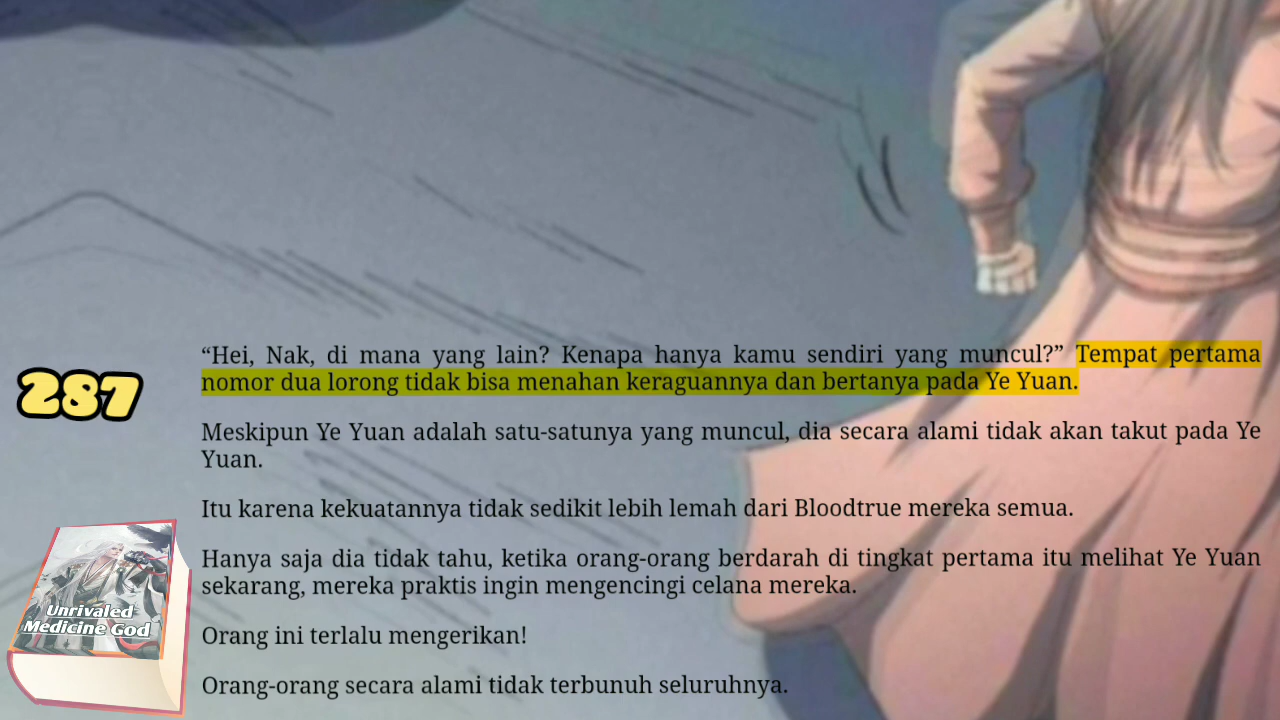 “Hei, Nak, di mana yang lain? Kenapa hanya kamu sendiri yang muncul?” Tempat pertama
nomor dua lorong tidak bisa menahan keraguannya dan bertanya pada Ye Yuan.
287
Meskipun Ye Yuan adalah satu-satunya yang muncul, dia secara alami tidak akan takut pada Ye
Yuan.
Itu karena kekuatannya tidak sedikit lebih lemah dari Bloodtrue mereka semua.
Hanya saja dia tidak tahu, ketika orang-orang berdarah di tingkat pertama itu melihat Ye Yuan
sekarang, mereka praktis ingin mengencingi celana mereka.
Orang ini terlalu mengerikan!
Orang-orang secara alami tidak terbunuh seluruhnya.
Unrivaled
Medicine God